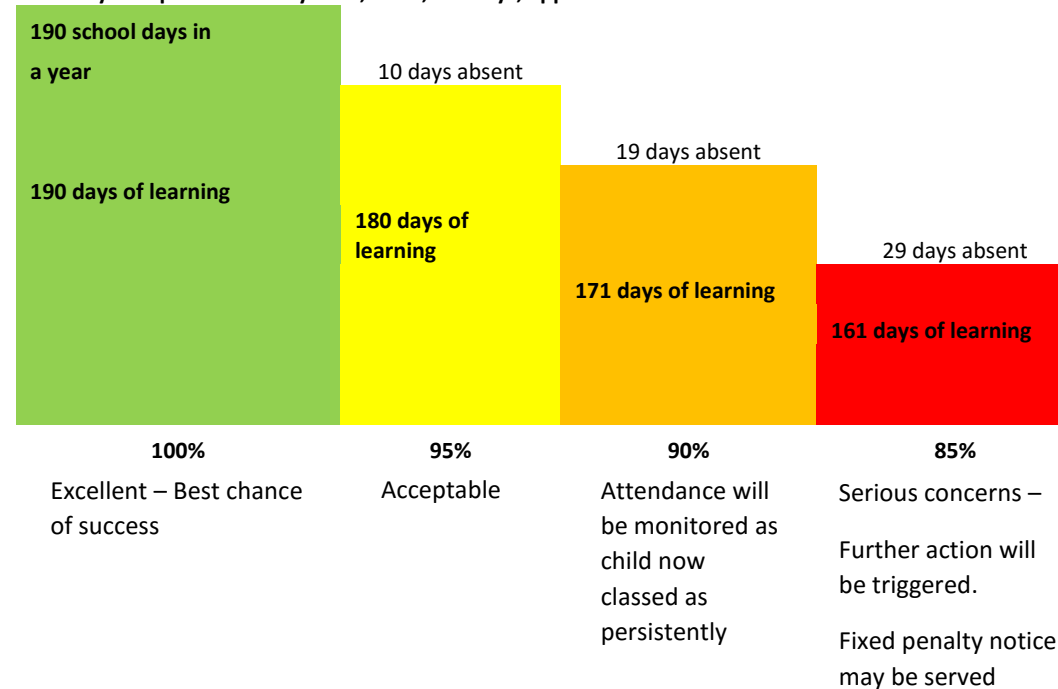 190 school days in
a year
10 days absent
19 days absent
190 days of learning
180 days of
learning
29 days absent
171 days of learning
161 days of learning
100%
95%
90%
85%
Excellent – Best chance
of success
Acceptable
Attendance will
be monitored as
child now
classed as
persistently
Serious concerns –
Further action will
be triggered.
Fixed penalty notice
may be served